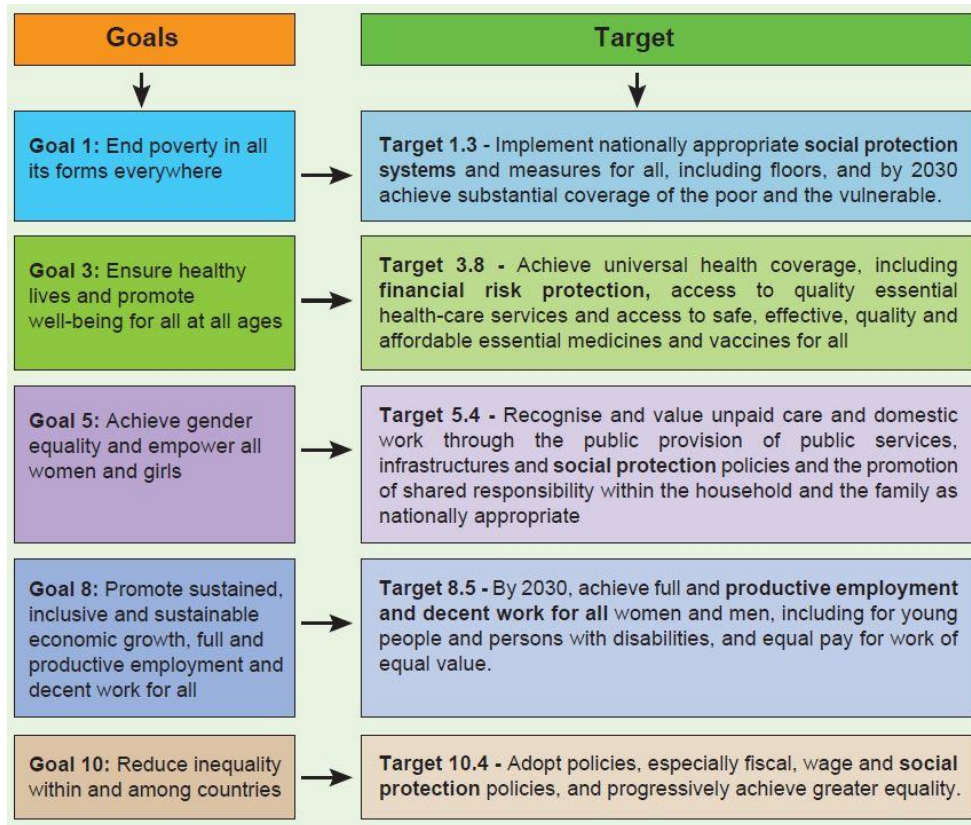 Goals
Target
Goal 1: End poverty in all
its forms everywhere
Target 1.3 - Implement nationally appropriate social protection
systems and measures for all, including floors, and by 2030
achieve substantial coverage of the poor and the vulnerable.
Goal 3: Ensure healthy
lives and promote
well-being for all at all ages
Target 3.8 - Achieve universal health coverage, including
financial risk protection, access to quality essential
health-care services and access to safe, effective, quality and
affordable essential medicines and vaccines for all
Goal 5: Achieve gender
equality and empower all
women and girls
Target 5.4 - Recognise and value unpaid care and domestic
work through the public provision of public services,
infrastructures and social protection policies and the promotion
of shared responsibility within the household and the family as
nationally appropriate
Goal 8: Promote sustained,
inclusive and sustainable
economic growth, full and
productive employment and
decent work for all
Target 8.5 - By 2030, achieve full and productive employment
and decent work for all women and men, including for young
people and persons with disabilities, and equal pay for work of
equal value.
Goal 10: Reduce inequality
within and among countries
Target 10.4 - Adopt policies, especially fiscal, wage and social
protection policies, and progressively achieve greater equality.